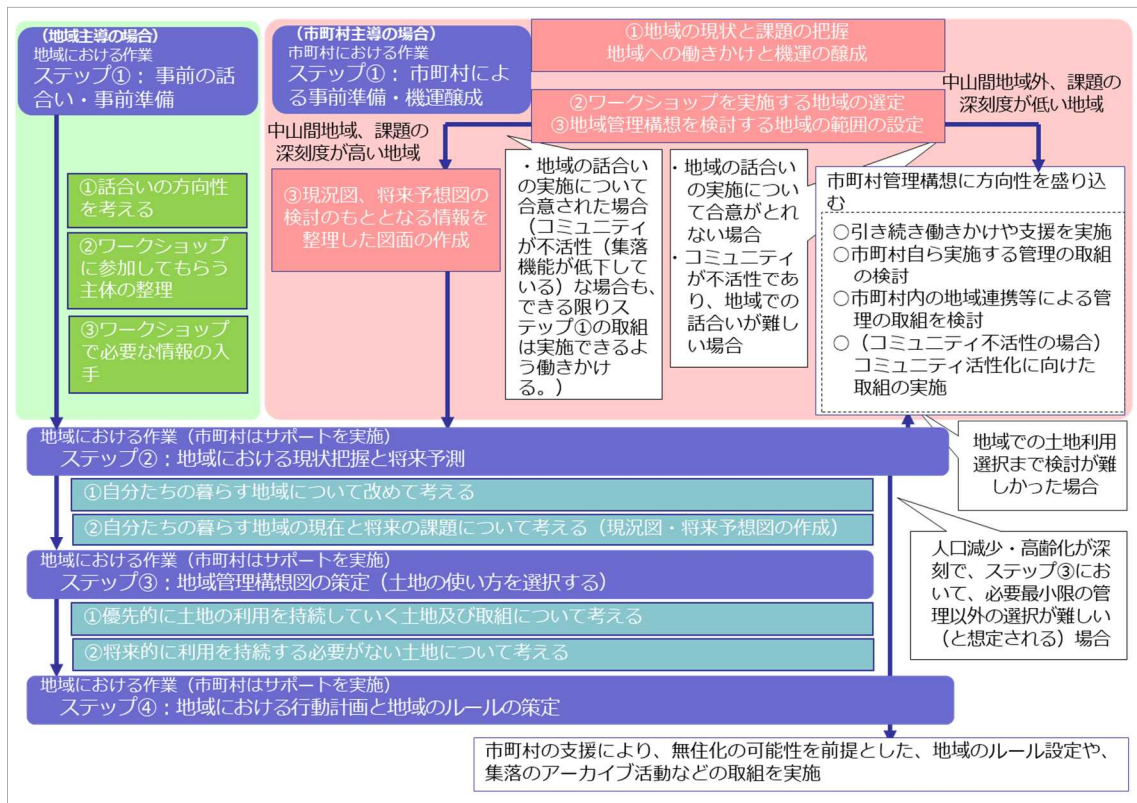 （地域主導の場合）
地域における作業
ステップ①：事前の話
合い・事前準備
①話合いの方向性
を考える
②ワークショップ
に参加してもらう
主体の整理
③ワークショップ
で必要な情報の入
手
（市町村主導の場合）
市町村における作業
ステップ①：市町村によ
る事前準備・機運醸成
①地域の現状と課題の把握
地域への働きかけと機運の醸成
②ワークショップを実施する地域の選定
③地域管理構想を検討する地域の範囲の設定
中山間地域、課題の
深刻度が高い地域
中山間地域外、課題の
深刻度が低い地域
③現況図、将来予想図の
検討のもととなる情報を
整理した図面の作成
・地域の話合い
の実施について
合意された場合
（コミュニティ
が不活性（集落
機能が低下して
いる）な場合も、
できる限りス
テップ①の取組
は実施できるよ
う働きかけ
る。）
・地域の話合い
の実施につい
て合意がとれ
ない場合
・コミュニティ
が不活性であ
り、地域での
話合いが難し
い場合
市町村管理構想に方向性を盛り込
む
○引き続き働きかけや支援を実施
○市町村自ら実施する管理の取組
の検討
○市町村内の地域連携等による管
理の取組を検討
○（コミュニティ不活性の場合）
コミュニティ活性化に向けた
取組の実施
地域における作業（市町村はサポートを実施）
ステップ②：地域における現状把握と将来予測
地域での土地利用
選択まで検討が難
しかった場合
①自分たちの暮らす地域について改めて考える
②自分たちの暮らす地域の現在と将来の課題について考える（現況図・将来予想図の作成）
地域における作業（市町村はサポートを実施）
ステップ③：地域管理構想図の策定（土地の使い方を選択する）
人口減少・高齢化が深
刻で、ステップ③にお
いて、必要最小限の管
理以外の選択が難しい
（と想定される）場合
①優先的に土地の利用を持続していく土地及び取組について考える
②将来的に利用を持続する必要がない土地について考える
地域における作業（市町村はサポートを実施）
ステップ④：地域における行動計画と地域のルールの策定
市町村の支援により、無住化の可能性を前提とした、地域のルール設定や、
集落のアーカイブ活動などの取組を実施